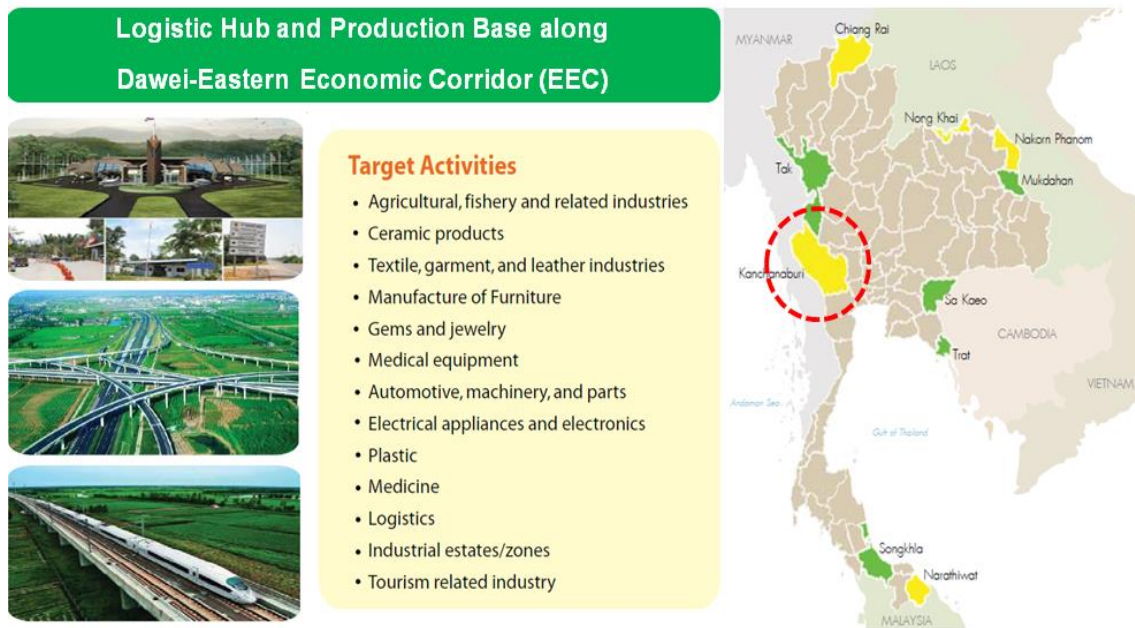 Logistic Hub and Production Base along
Dawei-Eastern Economic Corridor (EEC)
Target Activities
• Agricultural, fishery and related industries
• Ceramic products
• Textile, garment, and leather industries
• Manufacture of Furniture
• Gems and jewelry
• Medical equipment
• Automotive, machinery, and parts
• Electrical appliances and electronics
• Plastic
• Medicine
• Logistics
• Industrial estates/zones
• Tourism related industry
Chiang Rai
MYANMAR
LAOS
Nong Khai
Nakorn Phanom
Tak
Mukdahan
Kanchanaburi
Sa Kaeo
CAMBODIA
Trat
VIETNAM
Andaman Sea
Gulf of Thailand
Songkhla
Narathiwat
MALAYSIA